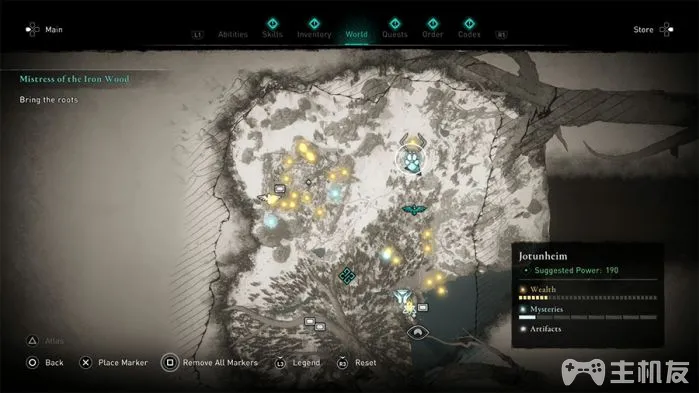 Main
L1
Abilities
Skills
Inventory
World
Quests
Order
Codex
R1
Store
Mistress of the Iron Wood
Bring the roots
Jotunheim
Suggested Power: 190
Wealth
Mysteries
Artifacts
Atlas
Back
Place Marker
Remove All Markers
L3
Legend
R3
Reset
主机友